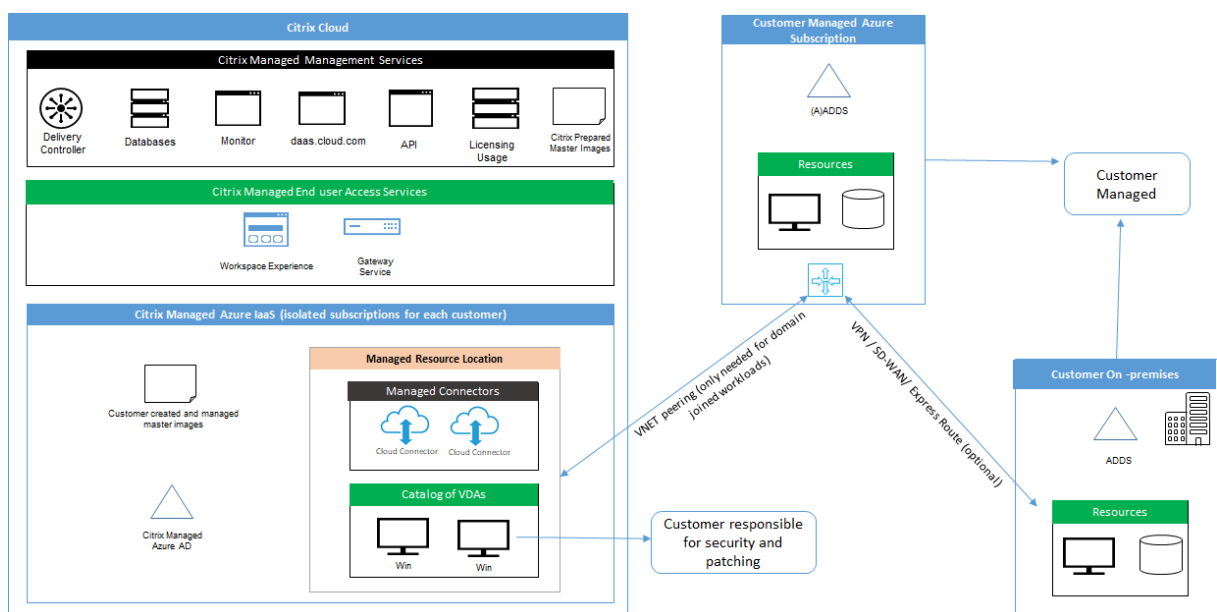 Citrix Cloud
Citrix Managed Management Services
Delivery
Controller
Databases
Monitor
daas.cloud.com
API
Licensing
Usage
Citrix Prepared
Master Images
Citrix Managed End user Access Services
Workspace Experience
Gateway
Service
Citrix Managed Azure IaaS (isolated subscriptions for each customer)
Customer created and managed
master images
Citrix Managed
Azure AD
Managed Resource Location
Managed Connectors
Cloud Connector
Cloud Connector
Catalog of VDAs
Win
Win
Customer responsible
for security and
patching
VNET peering (only needed for domain
joined workloads)
Customer Managed Azure
Subscription
(A)ADDS
Resources
VPN / SD-WAN/ Express Route (optional)
Customer
Managed
Customer On -premises
ADDS
Resources